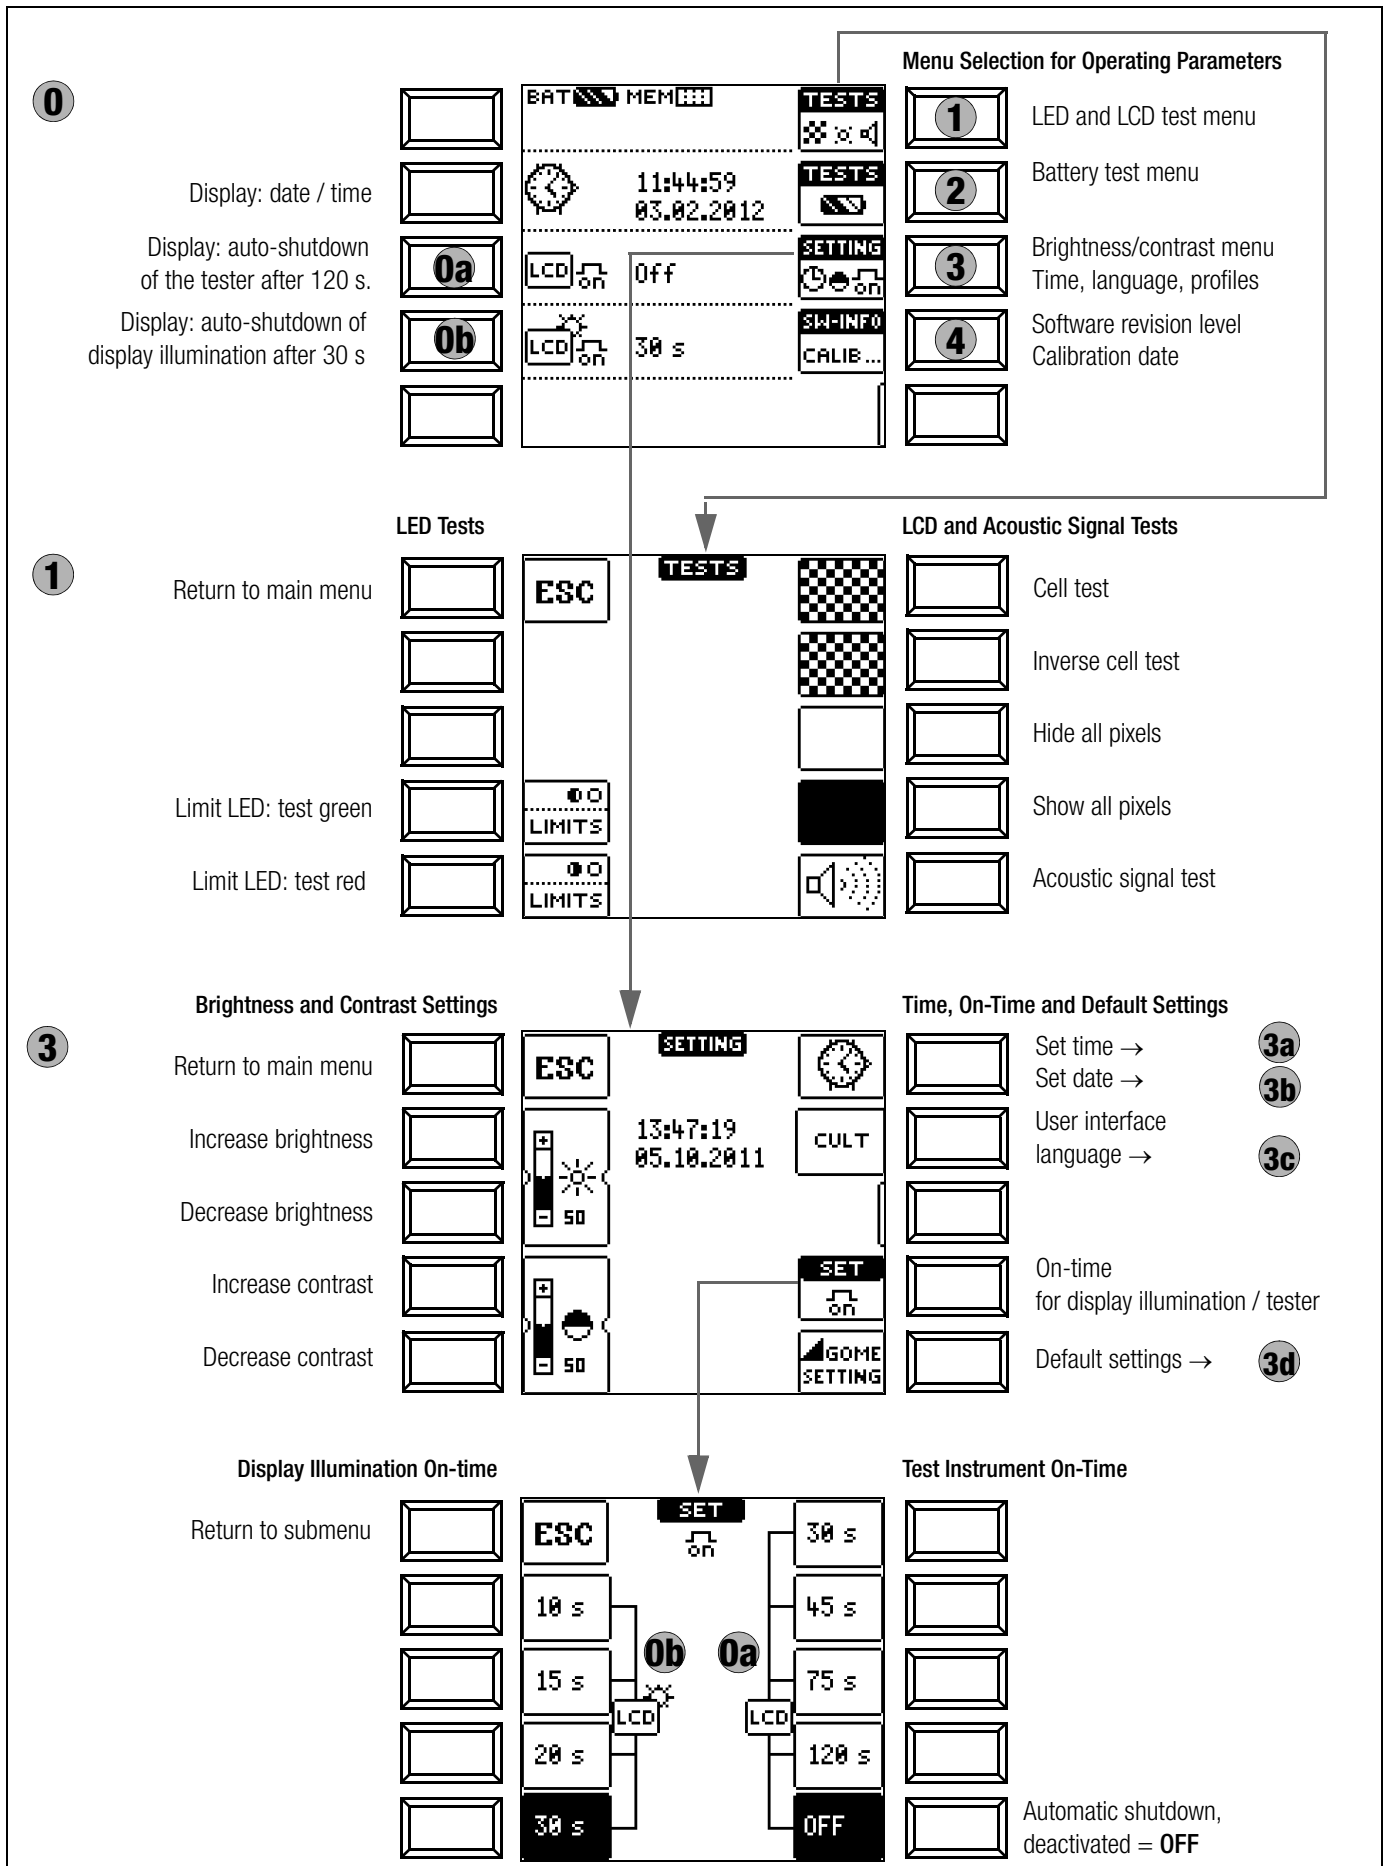 Menu Selection for Operating Parameters
0
BAT MEM
TESTS
1
LED and LCD test menu
Display: date / time
11:44:59
03.02.2012
TESTS
2
Battery test menu
Display: auto-shutdown
of the tester after 120 s.
0a
LCD on
Off
SETTING
on
3
Brightness/contrast menu
Time, language, profiles
Display: auto-shutdown of
display illumination after 30 s
0b
LCD on
30 s
SW-INFO
CALIB...
4
Software revision level
Calibration date
LED Tests
LCD and Acoustic Signal Tests
1
Return to main menu
ESC
TESTS
Cell test
Inverse cell test
Hide all pixels
Limit LED: test green
LIMITS
Show all pixels
Limit LED: test red
LIMITS
Acoustic signal test
Brightness and Contrast Settings
Time, On-Time and Default Settings
3
Return to main menu
ESC
SETTING
Set time →
3a
Set date →
3b
Increase brightness
+
13:47:19
05.10.2011
CULT
User interface
language →
3c
Decrease brightness
- 50
Increase contrast
+
SET
on
On-time
for display illumination / tester
Decrease contrast
- 50
GOME
SETTING
Default settings →
3d
Display Illumination On-time
Test Instrument On-Time
Return to submenu
ESC
SET
on
30 s
10 s
45 s
0b
0a
15 s
75 s
LCD
LCD
20 s
120 s
30 s
OFF
Automatic shutdown,
deactivated = OFF